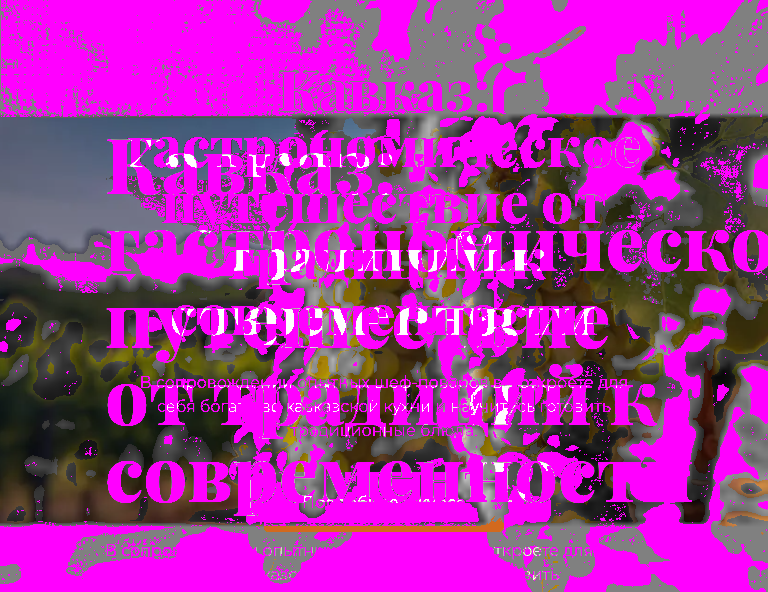 Кавказ:
гастрономическое
путешествие от
традиций к
современности
Кавказ:
гастрономическо
путешествие
от традиций к
современности
В сопровождении опытных шеф-поваров вы откроете для
себя богатство кавказской кухни и научитесь готовить
традиционные блюда